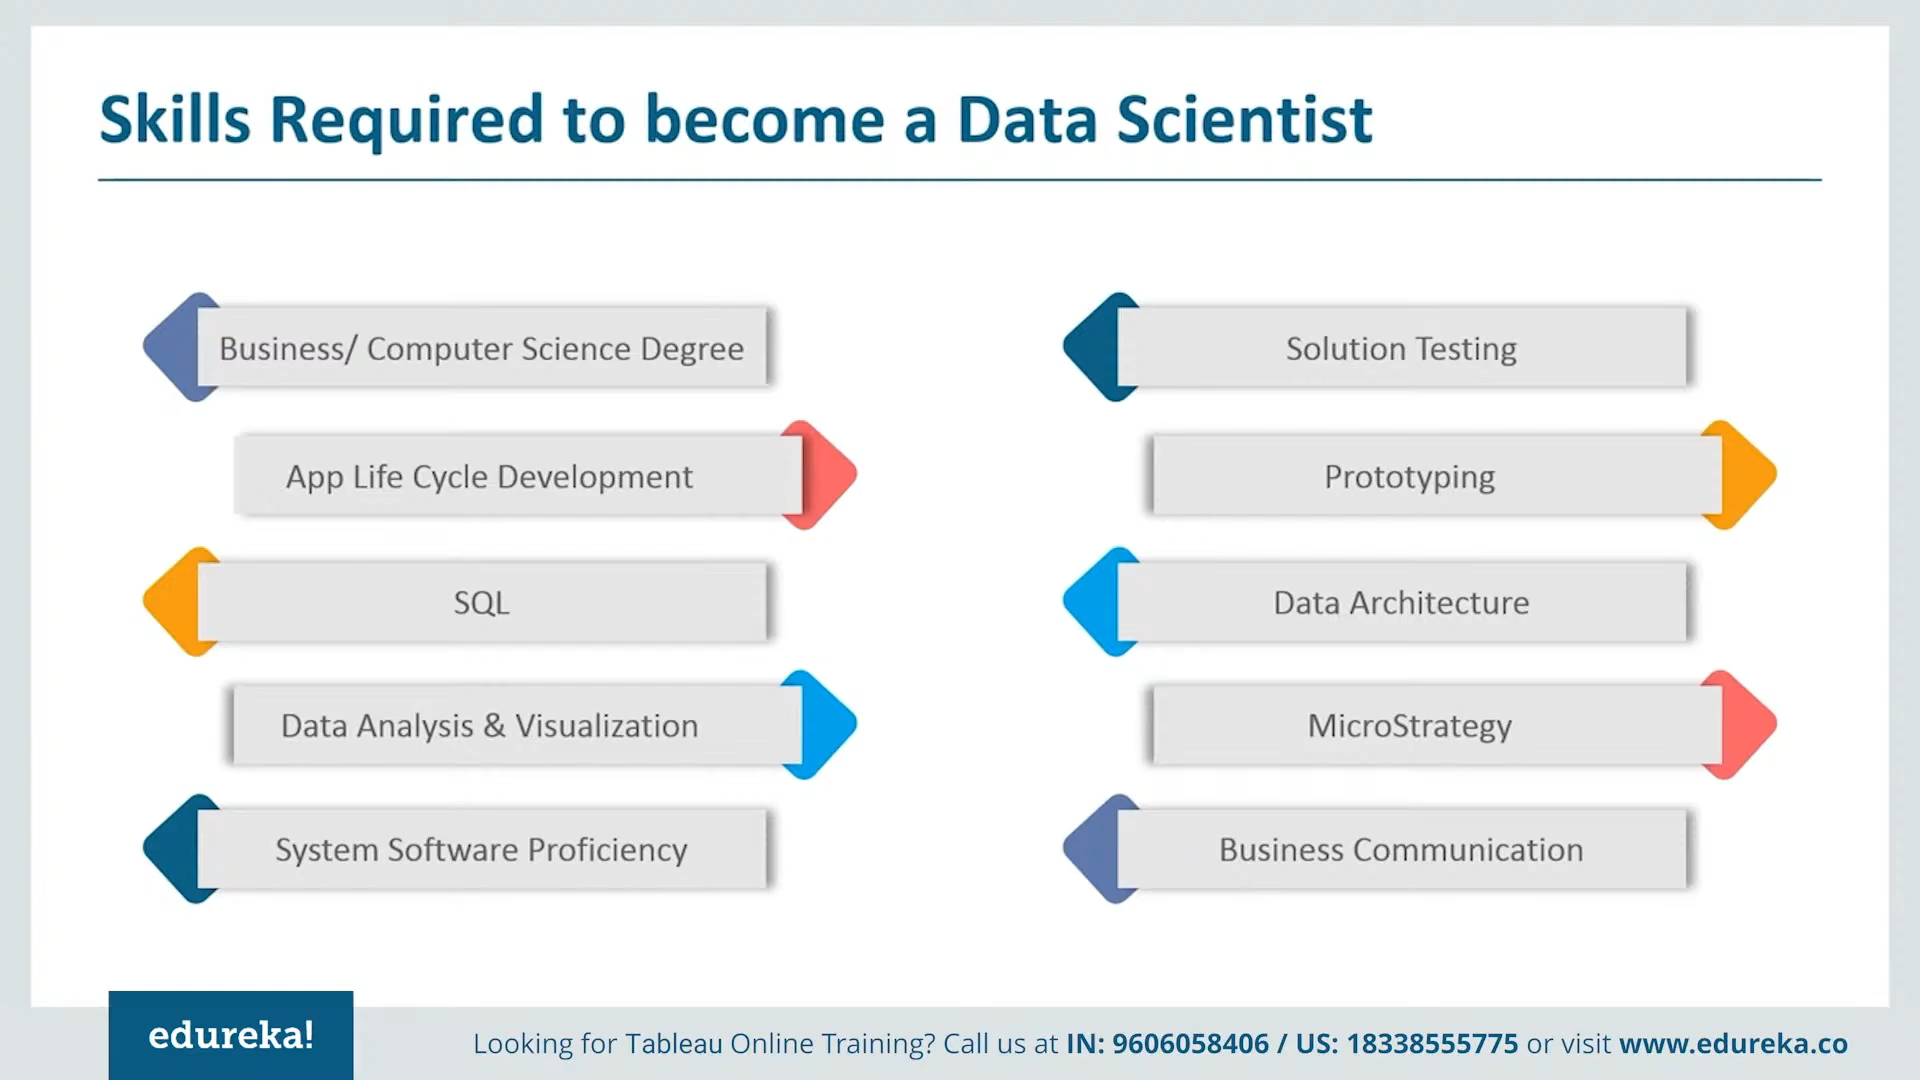 Skills Required to become a Data Scientist
Business/ Computer Science Degree
App Life Cycle Development
SQL
Data Analysis & Visualization
System Software Proficiency
Solution Testing
Prototyping
Data Architecture
MicroStrategy
Business Communication
edureka!
Looking for Tableau Online Training? Call us at IN: 9606058406 / US: 18338555775 or visit www.edureka.co